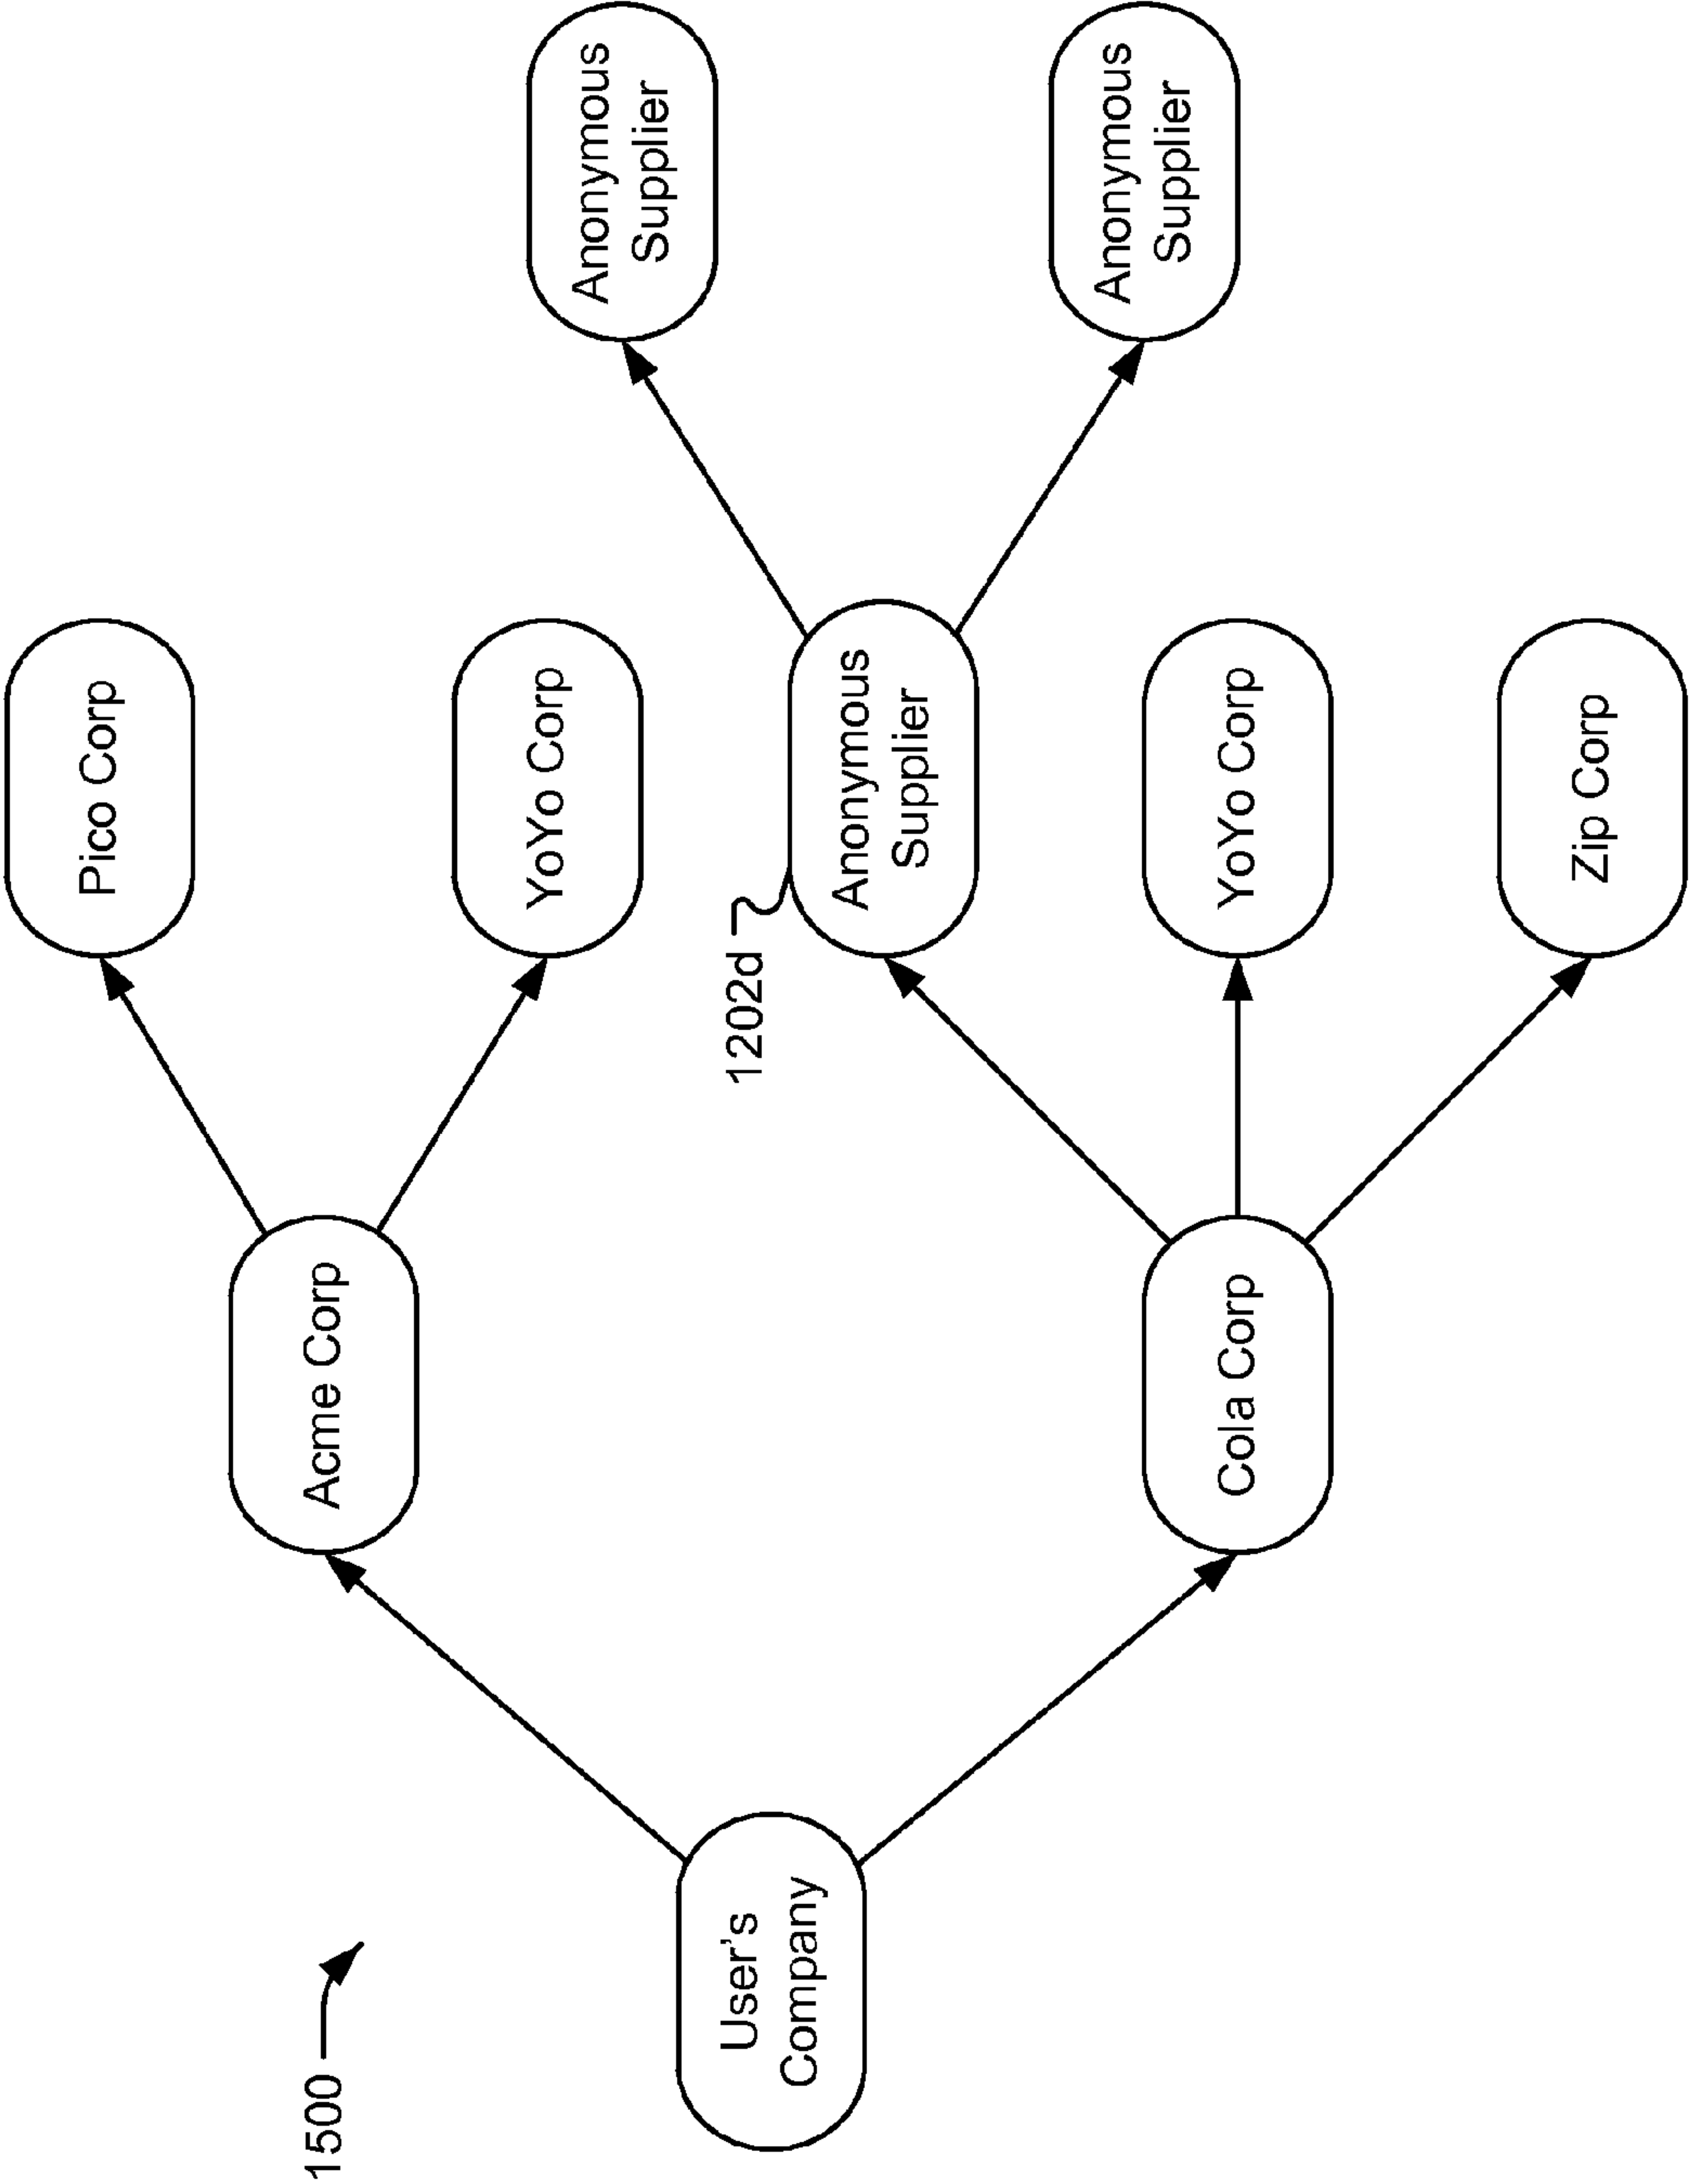 1500
User's
Company
Acme Corp
Cola Corp
Pico Corp
YoYo Corp
1202d
Anonymous
Supplier
YoYo Corp
Zip Corp
Anonymous
Supplier
Anonymous
Supplier